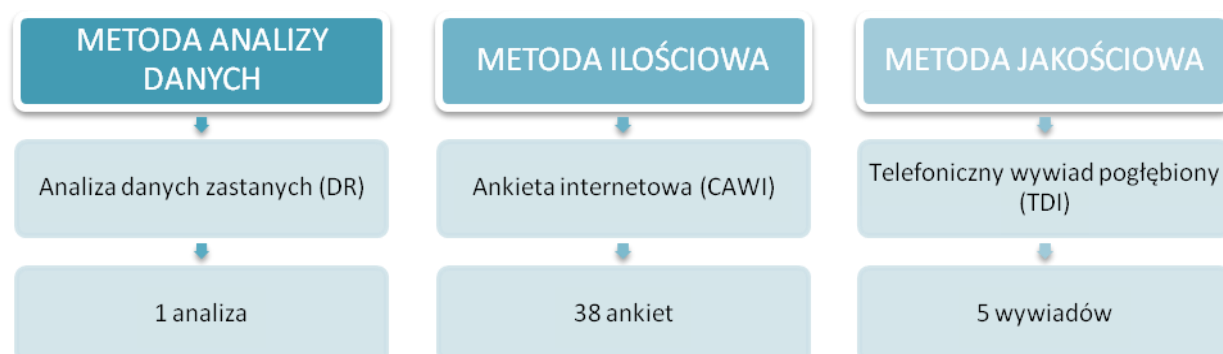 METODA ANALIZY
DANYCH
Analiza danych zastanych (DR)
1 analiza
METODA ILOŚCIOWA
Ankieta internetowa (CAWI)
38 ankiet
METODA JAKOŚCIOWA
Telefoniczny wywiad pogłębiony
(TDI)
5 wywiadów